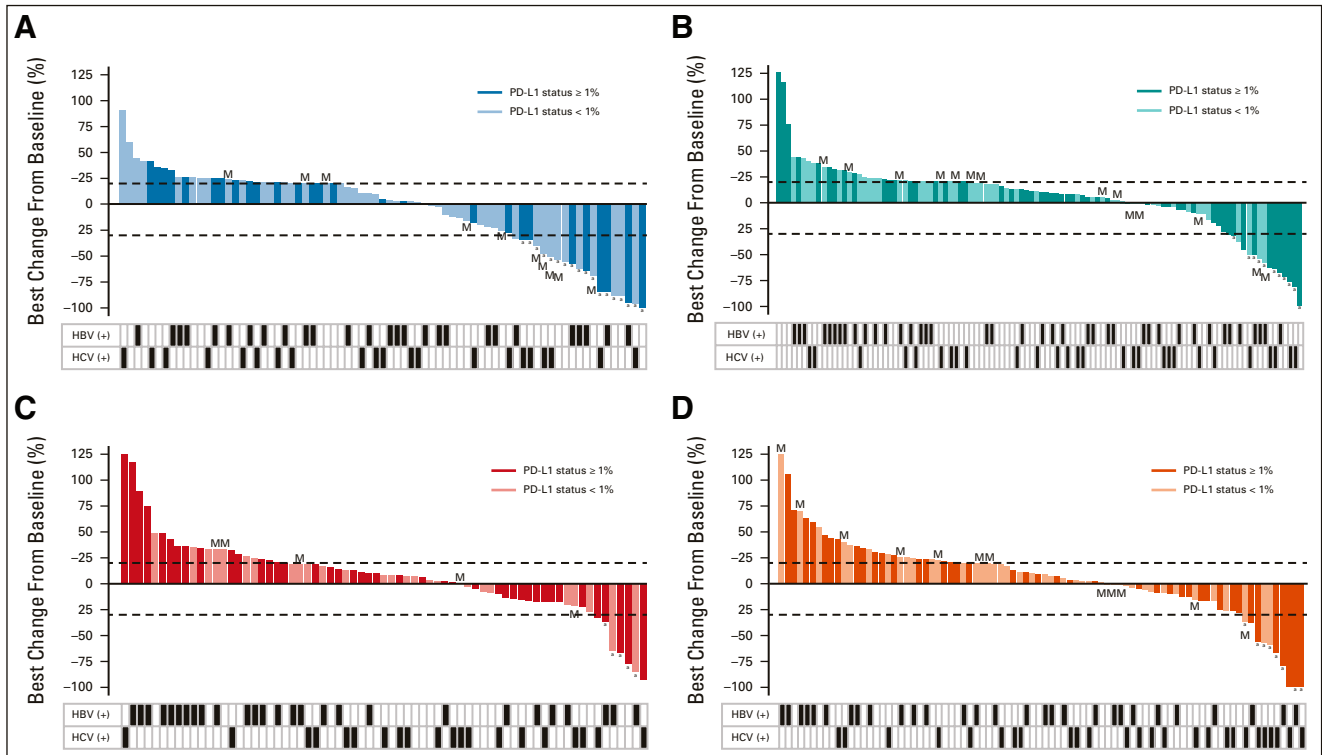 A
Best Change From Baseline (%)
125
100
75
50
−25
0
25
−50
−75
−100
PD-L1 status ≥ 1%
PD-L1 status < 1%
M
M M
M
M
M
M
M
M
M
a a a a a a a a a a a a a a a a a a
HBV (+)
HCV (+)
B
Best Change From Baseline (%)
125
100
75
50
−25
0
25
−50
−75
−100
PD-L1 status ≥ 1%
PD-L1 status < 1%
M M
M M M M M
M M
M M
M
M M
a a a a a a a a a a a a
HBV (+)
HCV (+)
C
Best Change From Baseline (%)
125
100
75
50
−25
0
25
−50
−75
−100
PD-L1 status ≥ 1%
PD-L1 status < 1%
M M
M
M
M
a a a a a
HBV (+)
HCV (+)
D
Best Change From Baseline (%)
125
100
75
50
−25
0
25
−50
−75
−100
PD-L1 status ≥ 1%
PD-L1 status < 1%
M
M
M
M M M M
M M M
M
M
a a a a a a a a
HBV (+)
HCV (+)